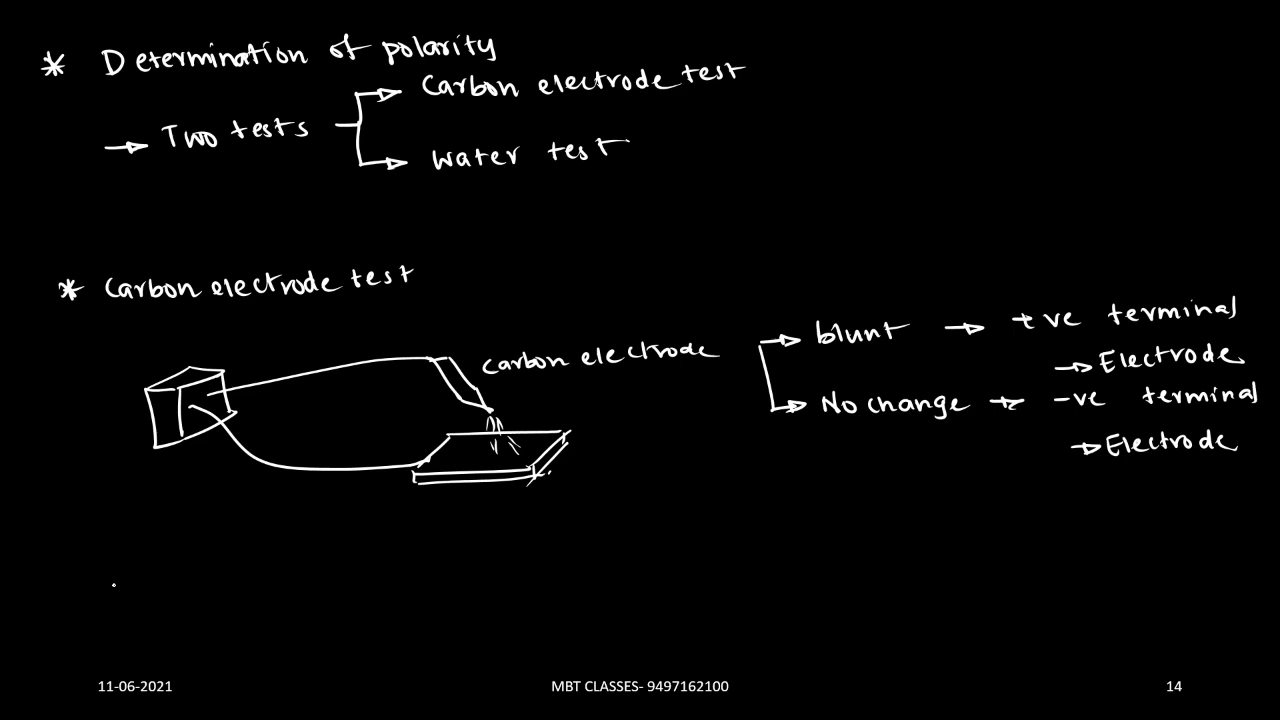 * Determination of polarity
→ Two tests
→ Carbon electrode test
→ Water test
* Carbon electrode test
Carbon electrode
→ blunt → +ve terminal
→ Electrode
→ No change → -ve terminal
→ Electrode
11-06-2021
MBT CLASSES- 9497162100
14